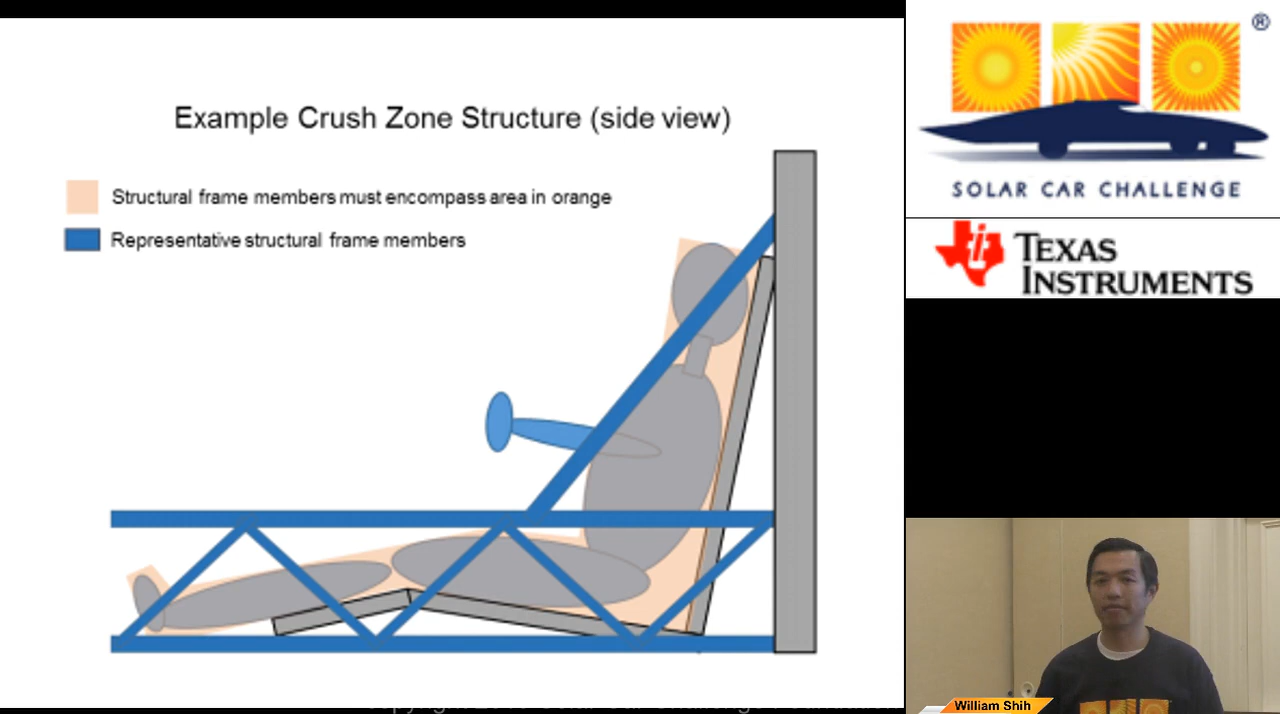 Example Crush Zone Structure (side view)
Structural frame members must encompass area in orange
Representative structural frame members
®
SOLAR CAR CHALLENGE
TEXAS
INSTRUMENTS
William Shih